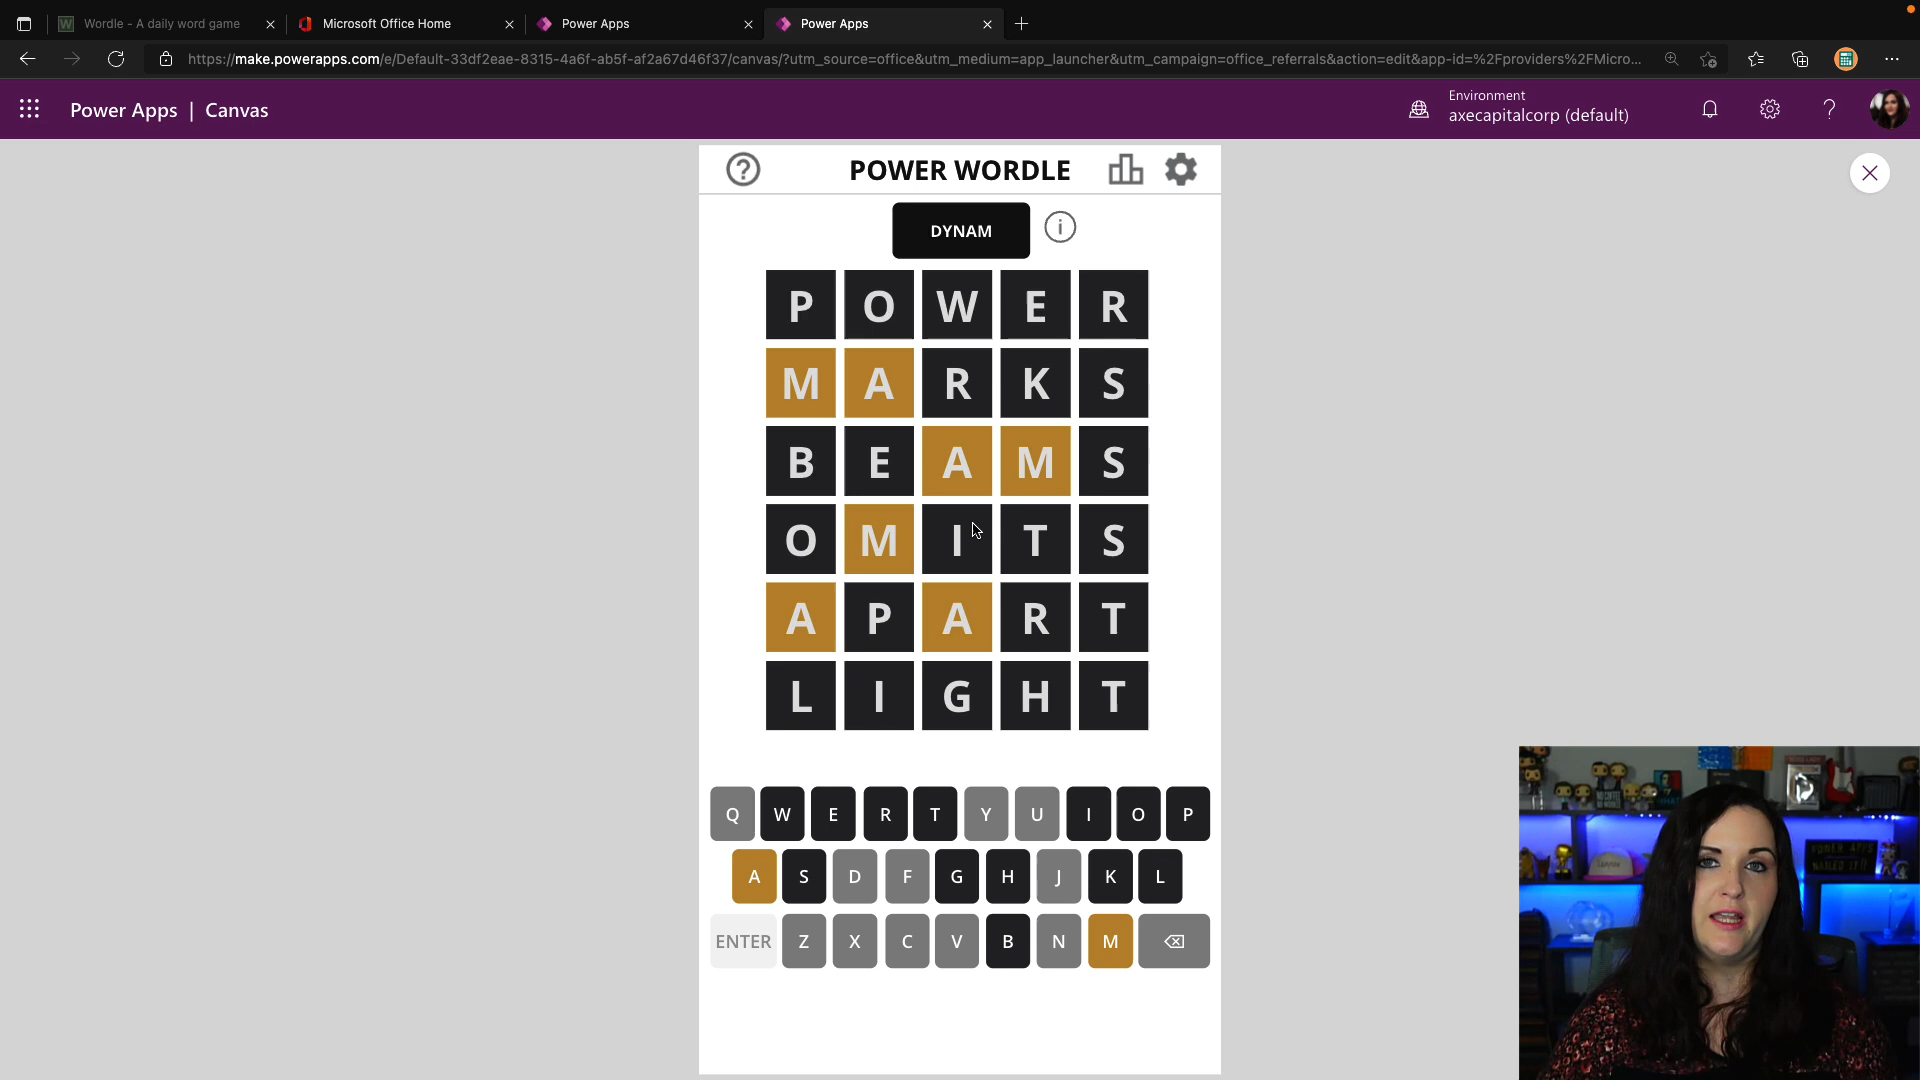 Wordle - A daily word game
Microsoft Office Home
Power Apps
Power Apps
https://make.powerapps.com/e/Default-33df2eae-8315-4a6f-ab5f-af2a67d46f37/canvas/?utm_source=office&utm_medium=app_launcher&utm_campaign=office_referrals&action=edit&app-id=%2Fproviders%2FMicro...
Power Apps | Canvas
Environment
axecapitalcorp (default)
POWER WORDLE
DYNAM
P O W E R
M A R K S
B E A M S
O M I T S
A P A R T
L I G H T
Q W E R T Y U I O P
A S D F G H J K L
ENTER Z X C V B N M